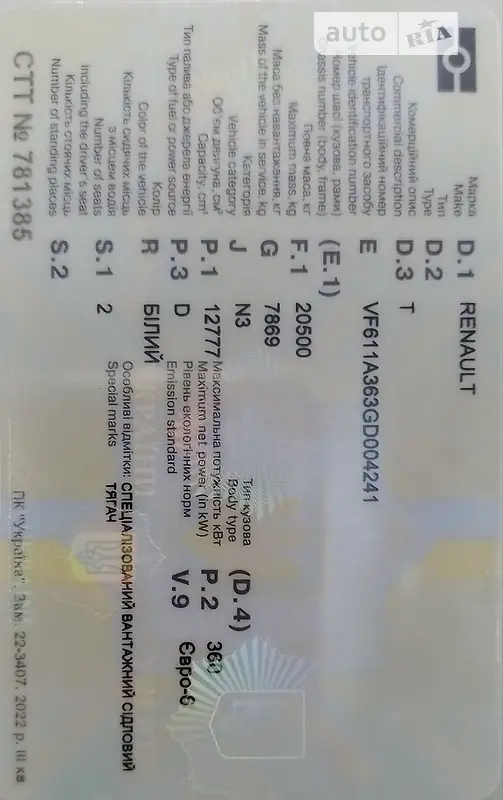 auto RIA
Марка
Make D.1 RENAULT
Тип
Type D.2
Комерційний опис
Commercial description D.3 T
Ідентифікаційний номер
транспортного засобу
Vehicle identification number E VF611A363GD004241
Номер шасі (кузова, рами)
Chassis number (body, frame) (E.1)
Повна маса, кг
Maximum mass, kg F.1 20500
Маса без навантаження, кг
Mass of the vehicle in service, kg G 7869
Категорія Тип кузова
Vehicle category J N3 Body type (D.4)
Об'єм двигуна, см³ Максимальна потужність кВт
Capacity, cm³ P.1 12777 Maximum net power (in kW) P.2 360
Тип палива або джерела енергії Рівень екологічних норм
Type of fuel or power source P.3 D Emission standard V.9 Євро-6
Колір
Color of the vehicle R БІЛИЙ
Кількість сидячих місць
з місцем водія
Number of seats
including the driver's seat S.1 2
Особливі відмітки: СПЕЦІАЛІЗОВАНИЙ ВАНТАЖНИЙ СІДЛОВИЙ
Special marks ТЯГАЧ
Кількість стоячих місць
Number of standing places S.2
СТТ № 781385
ПК "Україна". Зам. 22-3407. 2022 р. III кв.